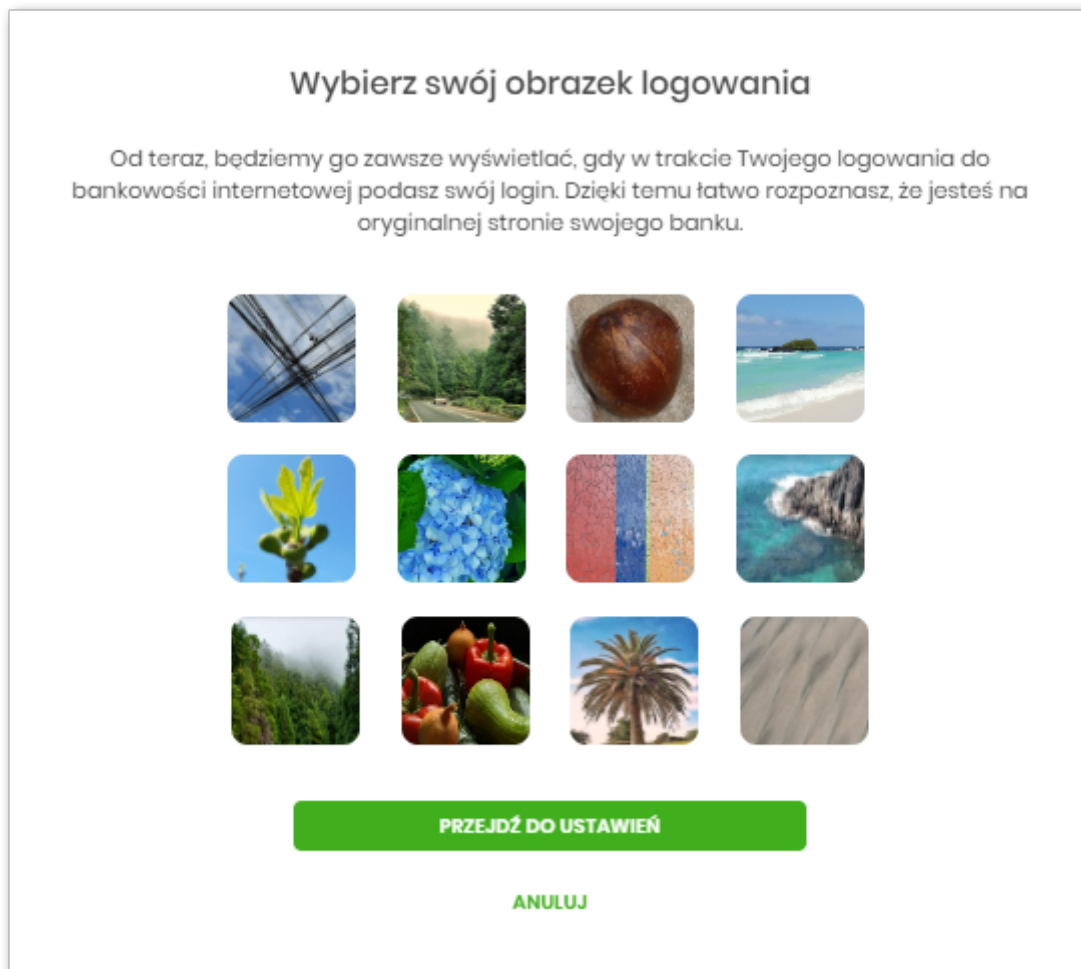 Wybierz swój obrazek logowania
Od teraz, będziemy go zawsze wyświetlać, gdy w trakcie Twojego logowania do
bankowości internetowej podasz swój login. Dzięki temu łatwo rozpoznasz, że jesteś na
oryginalnej stronie swojego banku.
PRZEJDŹ DO USTAWIEŃ
ANULUJ